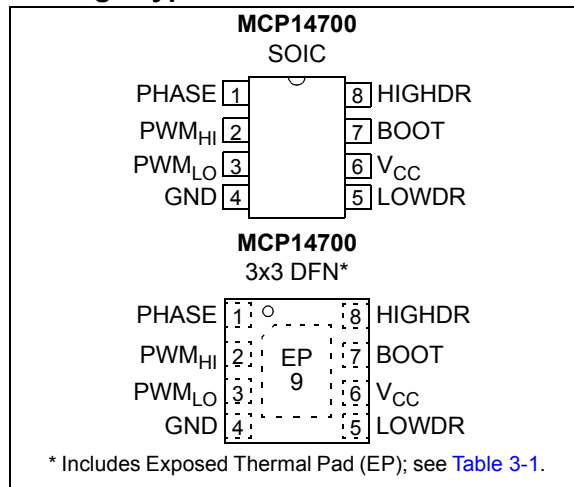 MCP14700
SOIC
PHASE 1 8 HIGHDR
PWMHI 2 7 BOOT
PWMLO 3 6 VCC
GND 4 5 LOWDR
MCP14700
3x3 DFN*
PHASE 1 8 HIGHDR
PWMHI 2 EP 7 BOOT
9
PWMLO 3 6 VCC
GND 4 5 LOWDR
* Includes Exposed Thermal Pad (EP); see Table 3-1.